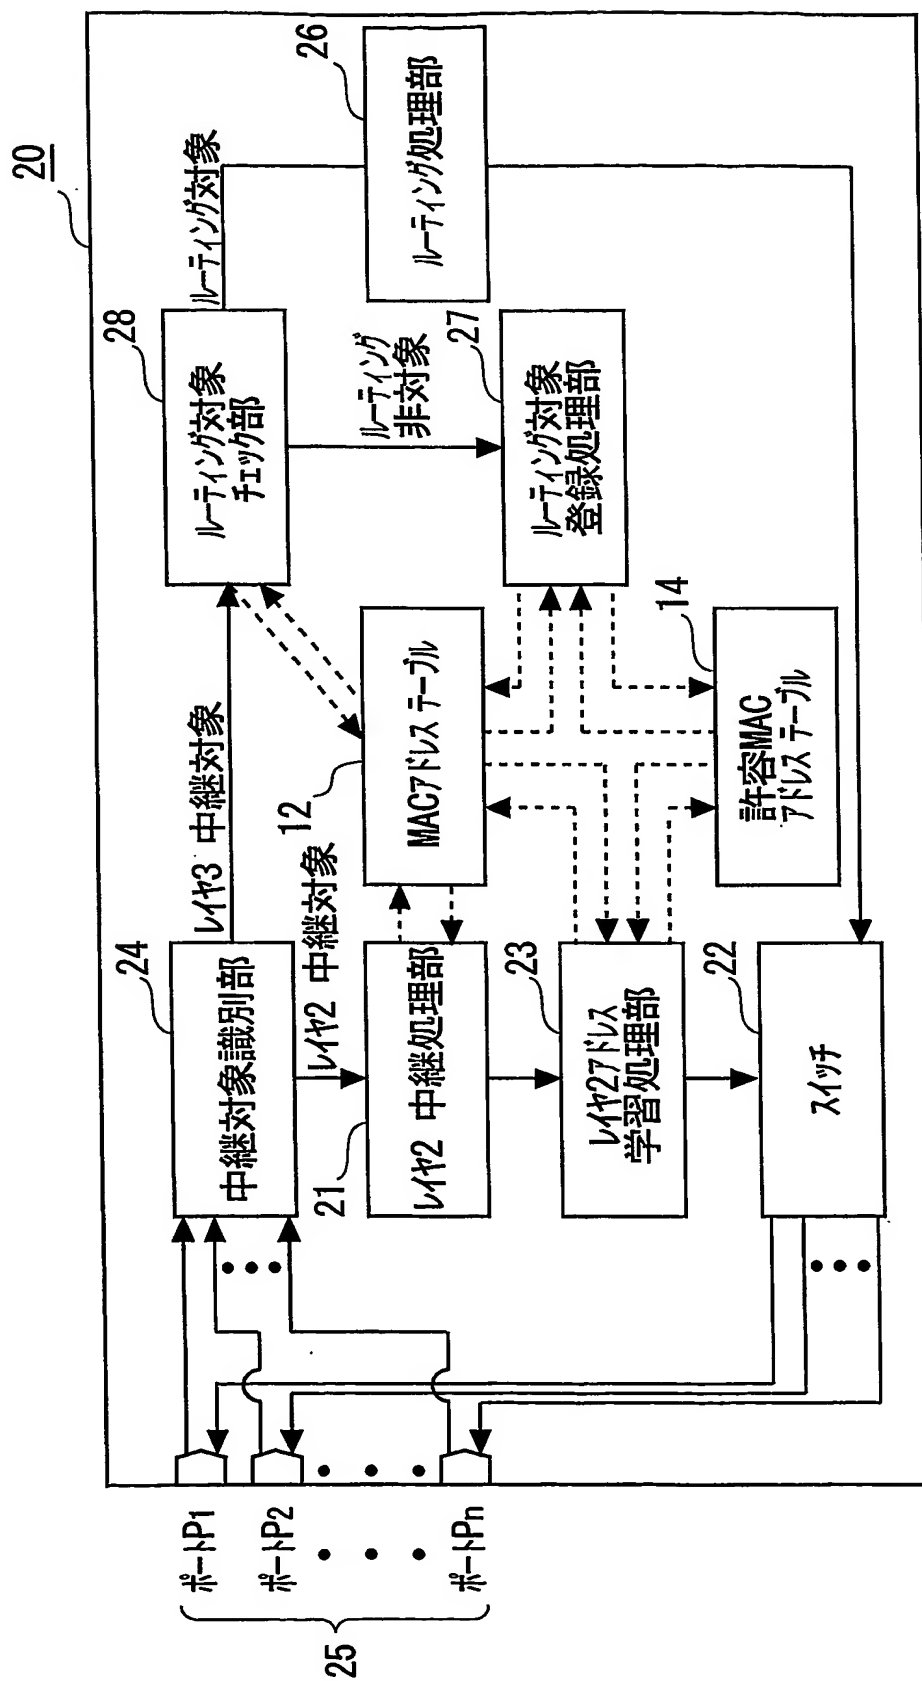 20
ポートP1
ポートP2
ポートPn
25
中継対象識別部
24
レイヤ3 中継対象
ルーティング対象
チェック部
28
ルーティング対象
ルーティング処理部
26
レイヤ2 中継対象
レイヤ2 中継処理部
21
MACアドレス テーブル
12
ルーティング
非対象
ルーティング対象
登録処理部
27
レイヤ2アドレス
学習処理部
23
許容MAC
アドレス テーブル
14
スイッチ
22